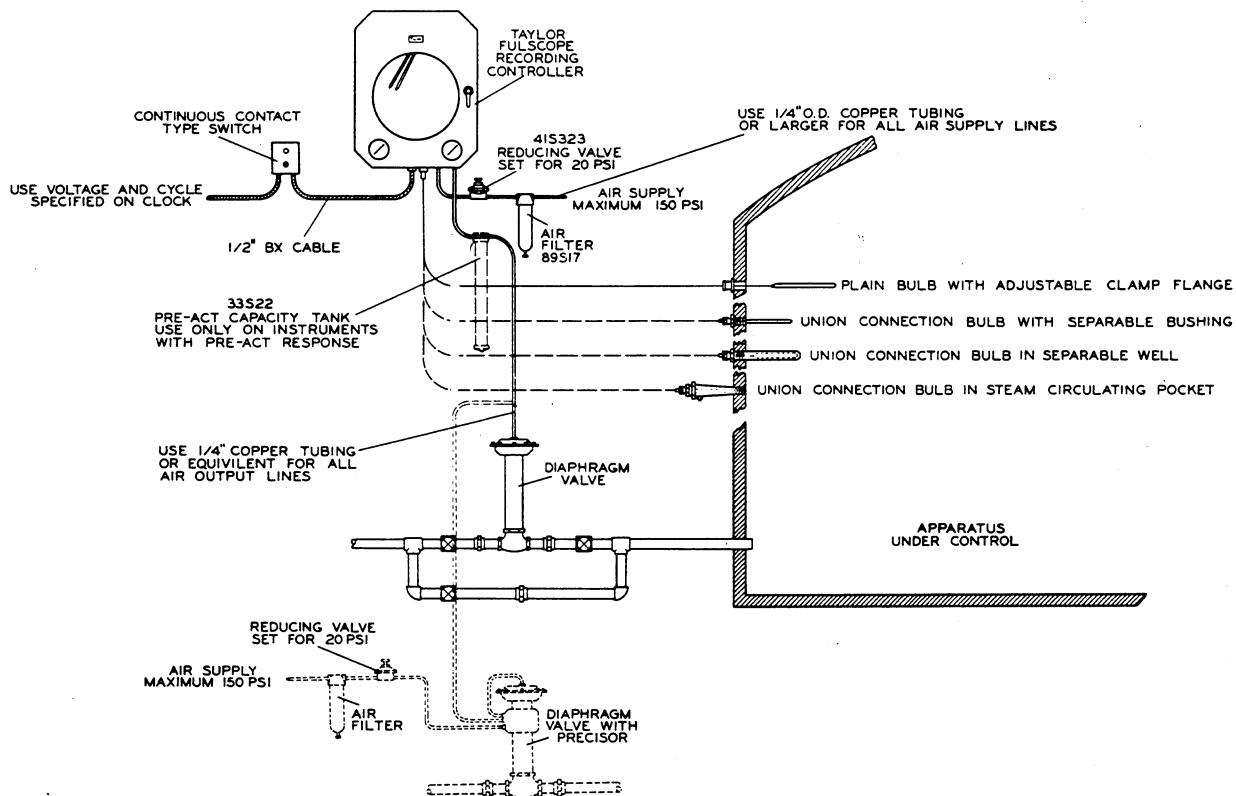 TAYLOR
FULSCOPE
RECORDING
CONTROLLER
CONTINUOUS CONTACT
TYPE SWITCH
USE 1/4" O.D. COPPER TUBING
OR LARGER FOR ALL AIR SUPPLY LINES
41S323
REDUCING VALVE
SET FOR 20 PSI
USE VOLTAGE AND CYCLE
SPECIFIED ON CLOCK
AIR SUPPLY
MAXIMUM 150 PSI
1/2" BX CABLE
AIR
FILTER
89S17
PLAIN BULB WITH ADJUSTABLE CLAMP FLANGE
33S22
PRE-ACT CAPACITY TANK
USE ONLY ON INSTRUMENTS
WITH PRE-ACT RESPONSE
UNION CONNECTION BULB WITH SEPARABLE BUSHING
UNION CONNECTION BULB IN SEPARABLE WELL
UNION CONNECTION BULB IN STEAM CIRCULATING POCKET
USE 1/4" COPPER TUBING
OR EQUIVILENT FOR ALL
AIR OUTPUT LINES
DIAPHRAGM
VALVE
APPARATUS
UNDER CONTROL
REDUCING VALVE
SET FOR 20 PSI
AIR SUPPLY
MAXIMUM 150 PSI
AIR
FILTER
DIAPHRAGM
VALVE WITH
PRECISOR